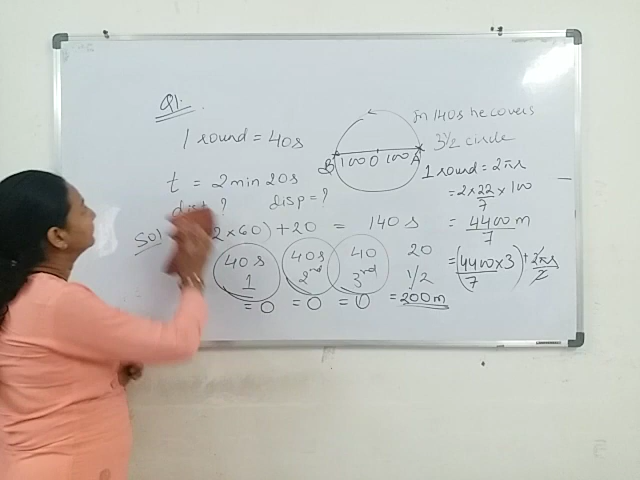 Q1.
1 round = 40s
t = 2 min 20s
dist ? disp = ?
Sol 2 × 60) + 20 = 140 s
40 s
1
= 0
40 s
2nd
= 0
40
3rd
= 0
20
1/2
= 200m
B 100 O 100 A
In 140s he covers
3½ circle
1 round = 2πr
= 2 × 22/7 × 100
= 4400/7 m
= (4400 × 3/7) + 2πr/2